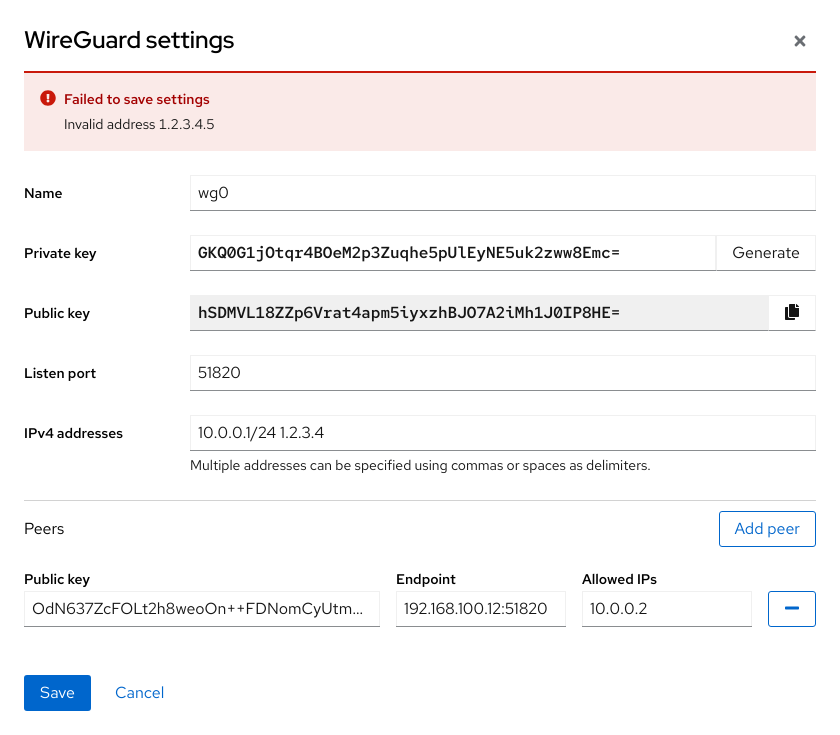 WireGuard settings
Failed to save settings
Invalid address 1.2.3.4.5
Name
wg0
Private key
GKQ0G1jOtqr4BOeM2p3Zuqhe5pUlEyNE5uk2zww8Emc=
Generate
Public key
hSDMVL18ZZp6Vrat4apm5iyxzhBJO7A2iMh1J0IP8HE=
Listen port
51820
IPv4 addresses
10.0.0.1/24 1.2.3.4
Multiple addresses can be specified using commas or spaces as delimiters.
Peers
Add peer
Public key Endpoint Allowed IPs
OdN637ZcFOLt2h8weoOn++FDNomCyUtm... 192.168.100.12:51820 10.0.0.2
Save Cancel